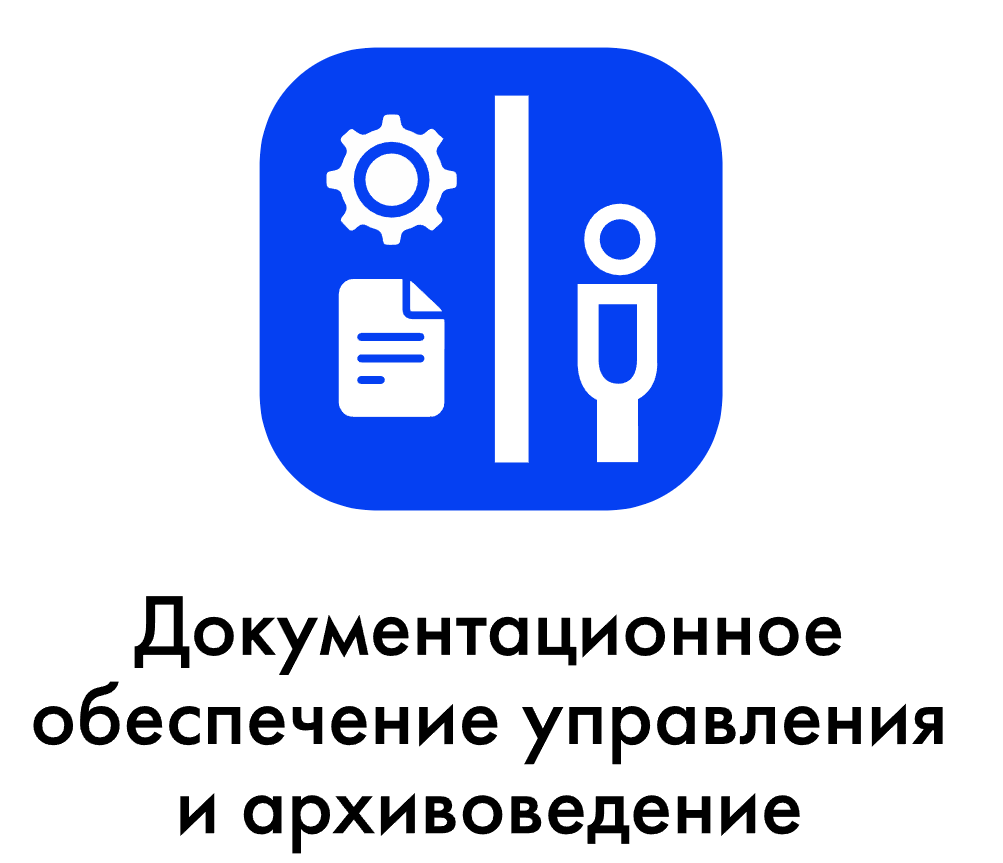 Документационное
обеспечение управления
и архивоведение